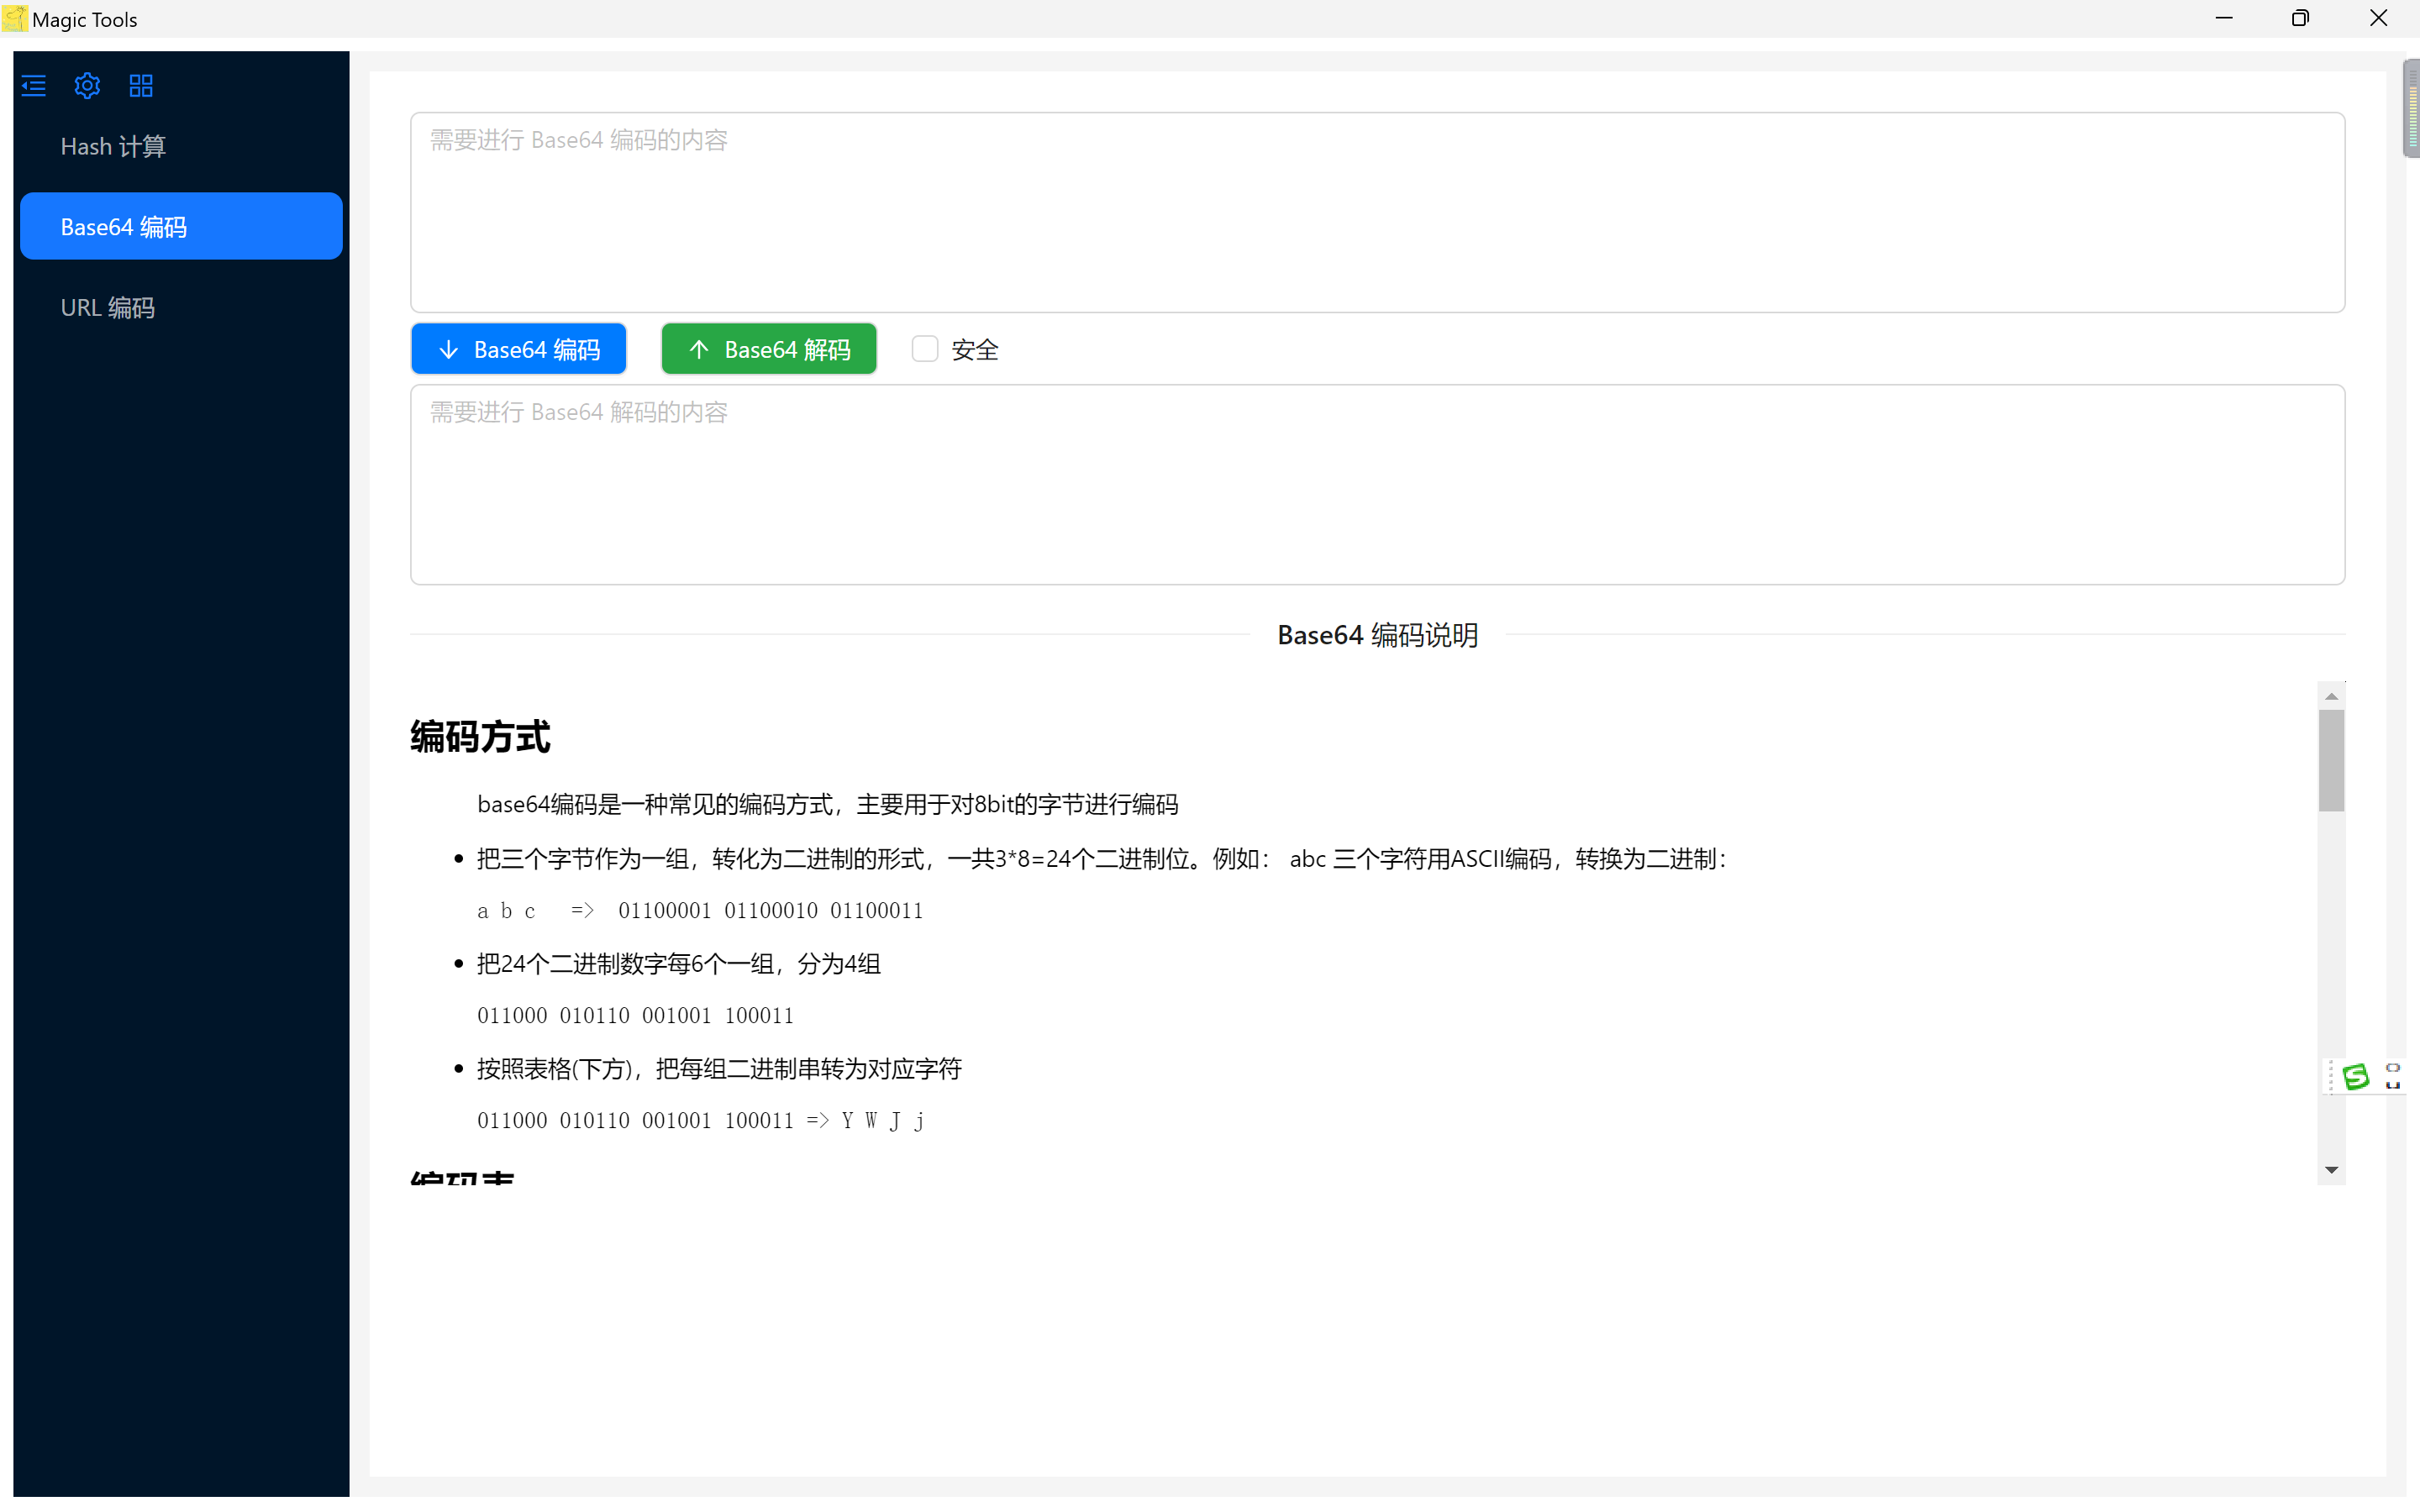 Magic Tools
Hash 计算
Base64 编码
URL 编码
需要进行 Base64 编码的内容
Base64 编码
Base64 解码
安全
需要进行 Base64 解码的内容
Base64 编码说明
编码方式
base64编码是一种常见的编码方式，主要用于对8bit的字节进行编码
把三个字节作为一组，转化为二进制的形式，一共3*8=24个二进制位。例如： abc 三个字符用ASCII编码，转换为二进制：
a b c   =>  01100001 01100010 01100011
把24个二进制数字每6个一组，分为4组
011000 010110 001001 100011
按照表格(下方)，把每组二进制串转为对应字符
011000 010110 001001 100011 => Y W J j
编码表